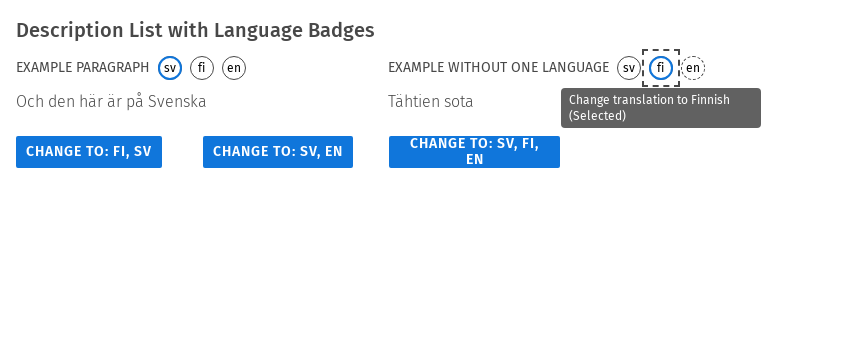 Description List with Language Badges
EXAMPLE PARAGRAPH sv fi en
EXAMPLE WITHOUT ONE LANGUAGE sv fi en
Och den här är på Svenska
Tähtien sota
Change translation to Finnish
(Selected)
CHANGE TO: FI, SV
CHANGE TO: SV, EN
CHANGE TO: SV, FI,
EN